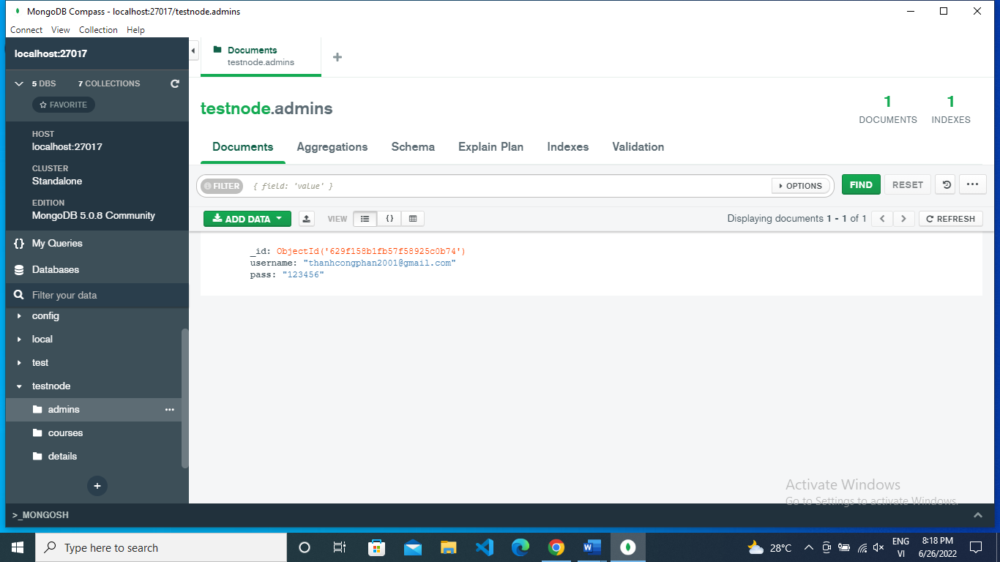 MongoDB Compass - localhost:27017/testnode.admins
Connect View Collection Help
localhost:27017
5 DBS 7 COLLECTIONS
FAVORITE
HOST
localhost:27017
CLUSTER
Standalone
EDITION
MongoDB 5.0.8 Community
{} My Queries
Databases
Filter your data
config
local
test
testnode
admins ...
courses
details
+
Documents
testnode.admins
+
testnode.admins
1 DOCUMENTS
1 INDEXES
Documents Aggregations Schema Explain Plan Indexes Validation
FILTER { field: 'value' } OPTIONS FIND RESET ...
ADD DATA VIEW {} Displaying documents 1 - 1 of 1 < > REFRESH
_id: ObjectId('629f158b1fb57f58925c0b74')
username: "thanhcongphan2001@gmail.com"
pass: "123456"
Activate Windows
Go to Settings to activate Windows.
>_MONGOSH
Type here to search
28°C
ENG
VI
8:18 PM
6/26/2022